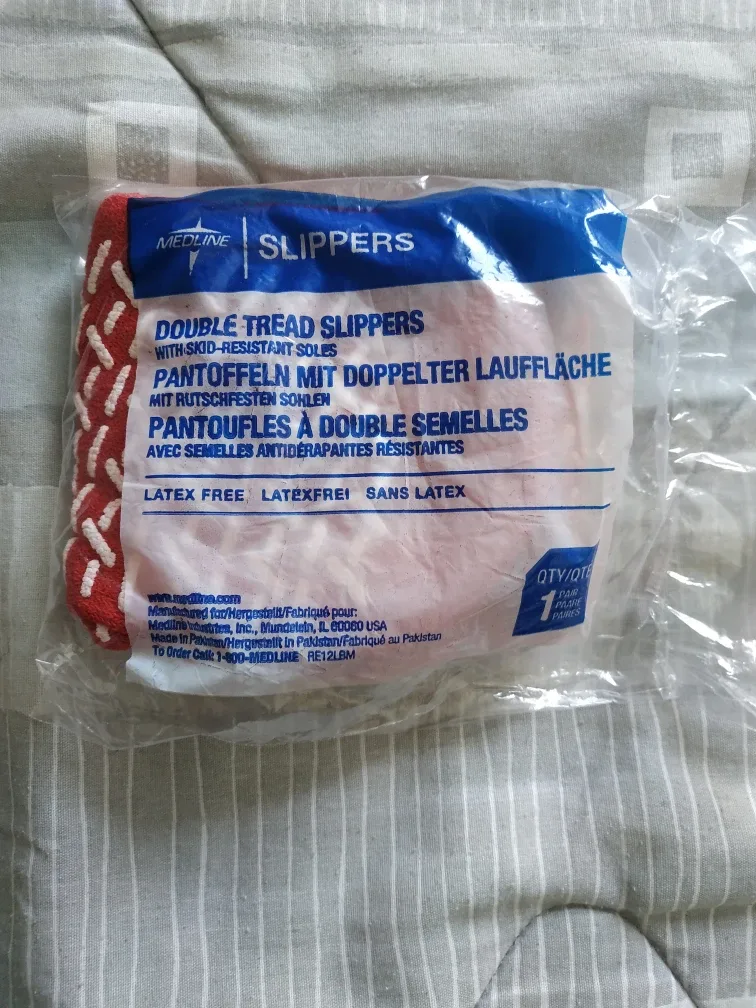 MEDLINE
SLIPPERS
DOUBLE TREAD SLIPPERS
WITH SKID-RESISTANT SOLES
PANTOFFELN MIT DOPPELTER LAUFFLÄCHE
MIT RUTSCHFESTEN SOHLEN
PANTOUFLES À DOUBLE SEMELLES
AVEC SEMELLES ANTIDÉRAPANTES RÉSISTANTES
LATEX FREE LATEXFREI SANS LATEX
QTY/QTÉ
1 PAIR
PAARE
PAIRES
www.medline.com
Manufactured for/Hergestellt/Fabriqué pour:
Medline Industries, Inc., Mundelein, IL 60060 USA
Made in Pakistan/Hergestellt in Pakistan/Fabriqué au Pakistan
To Order Call: 1-800-MEDLINE RE12LBM